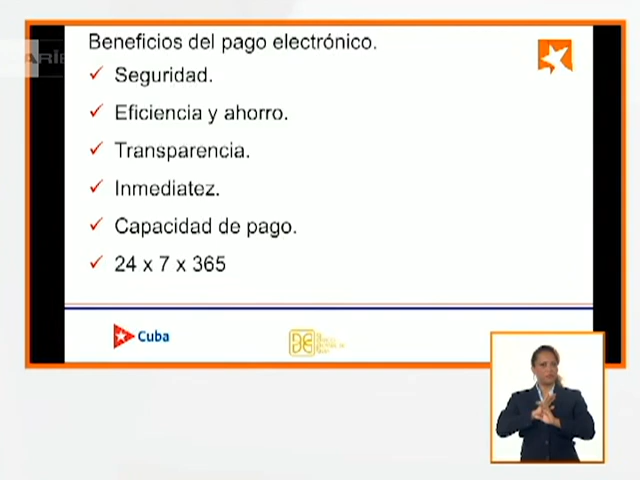 Beneficios del pago electrónico.
Seguridad.
Eficiencia y ahorro.
Transparencia.
Inmediatez.
Capacidad de pago.
24 x 7 x 365
Cuba